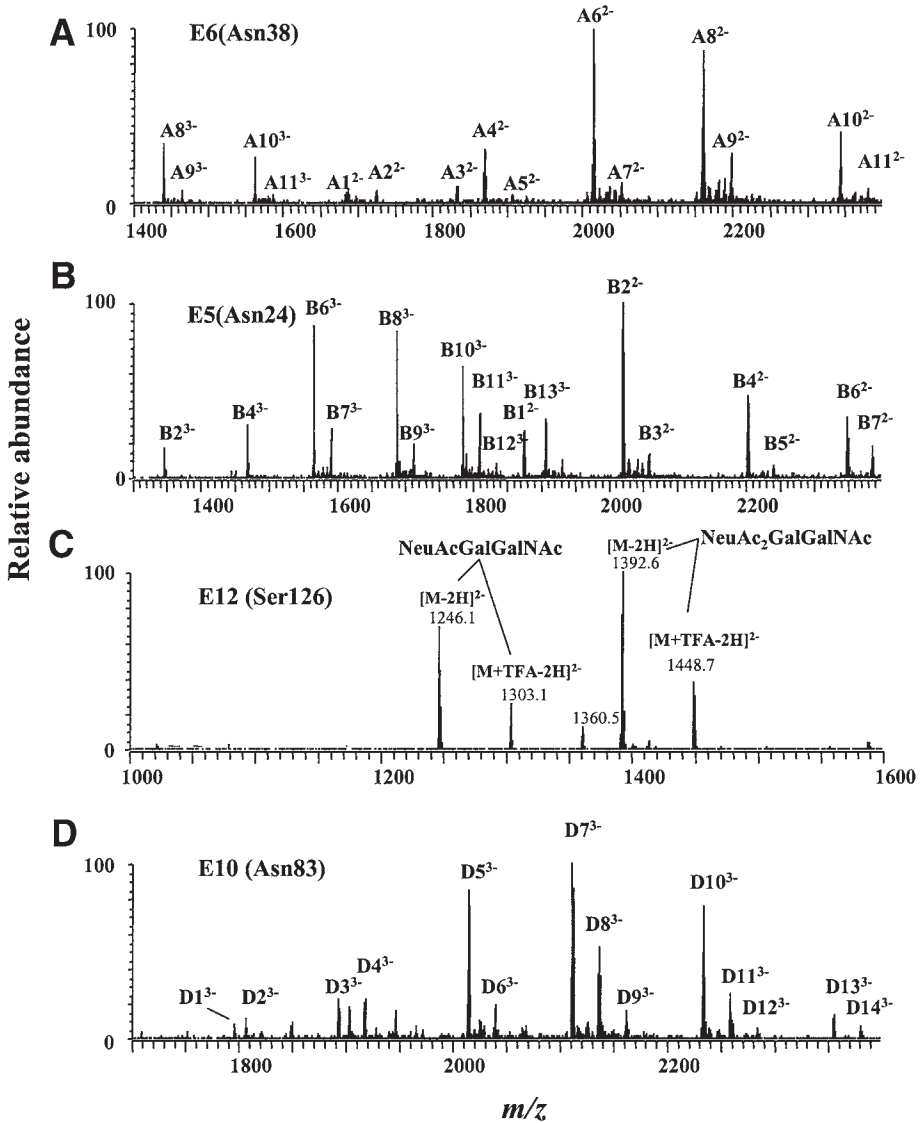 Relative abundance
A
E6(Asn38)
100
0
A8³⁻
A9³⁻
A10³⁻
A11³⁻
A1²⁻
A2²⁻
A3²⁻
A4²⁻
A5²⁻
A6²⁻
A7²⁻
A8²⁻
A9²⁻
A10²⁻
A11²⁻
1400 1600 1800 2000 2200
B
E5(Asn24)
100
0
B2³⁻
B4³⁻
B6³⁻
B7³⁻
B8³⁻
B9³⁻
B10³⁻
B11³⁻
B12³⁻
B1²⁻
B13³⁻
B2²⁻
B3²⁻
B4²⁻
B5²⁻
B6²⁻
B7²⁻
1400 1600 1800 2000 2200
C
E12 (Ser126)
100
0
NeuAcGalGalNAc
[M-2H]²⁻
1246.1
[M+TFA-2H]²⁻
1303.1
1360.5
[M-2H]²⁻
1392.6
NeuAc₂GalGalNAc
[M+TFA-2H]²⁻
1448.7
1000 1200 1400 1600
D
E10 (Asn83)
100
0
D1³⁻
D2³⁻
D3³⁻
D4³⁻
D5³⁻
D6³⁻
D7³⁻
D8³⁻
D9³⁻
D10³⁻
D11³⁻
D12³⁻
D13³⁻
D14³⁻
1800 2000 2200
m/z